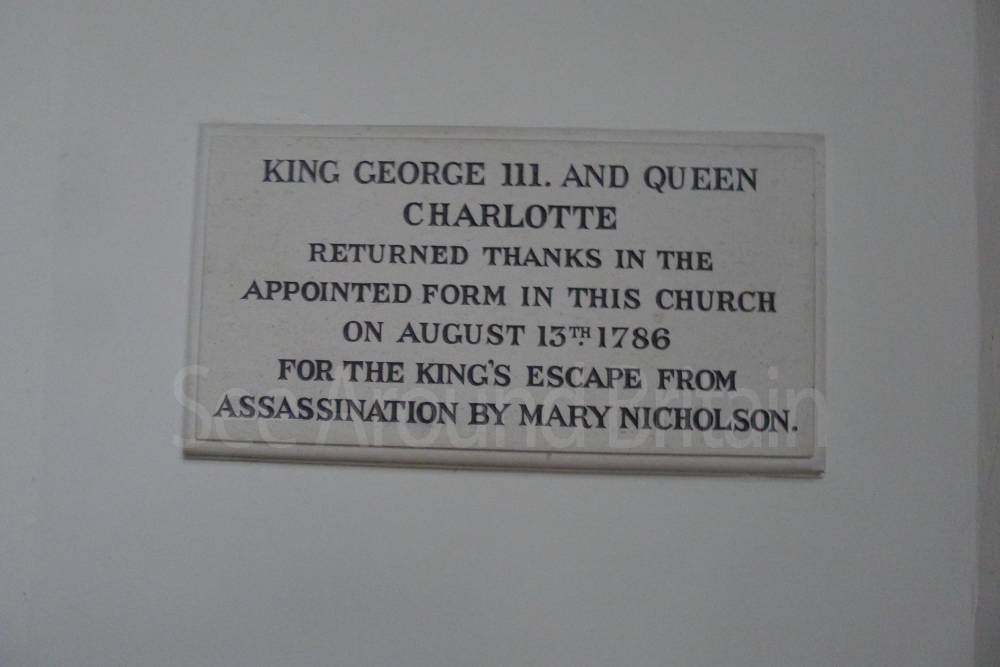 KING GEORGE III. AND QUEEN
CHARLOTTE
RETURNED THANKS IN THE
APPOINTED FORM IN THIS CHURCH
ON AUGUST 13TH. 1786
FOR THE KING'S ESCAPE FROM
ASSASSINATION BY MARY NICHOLSON.
See Around Britain